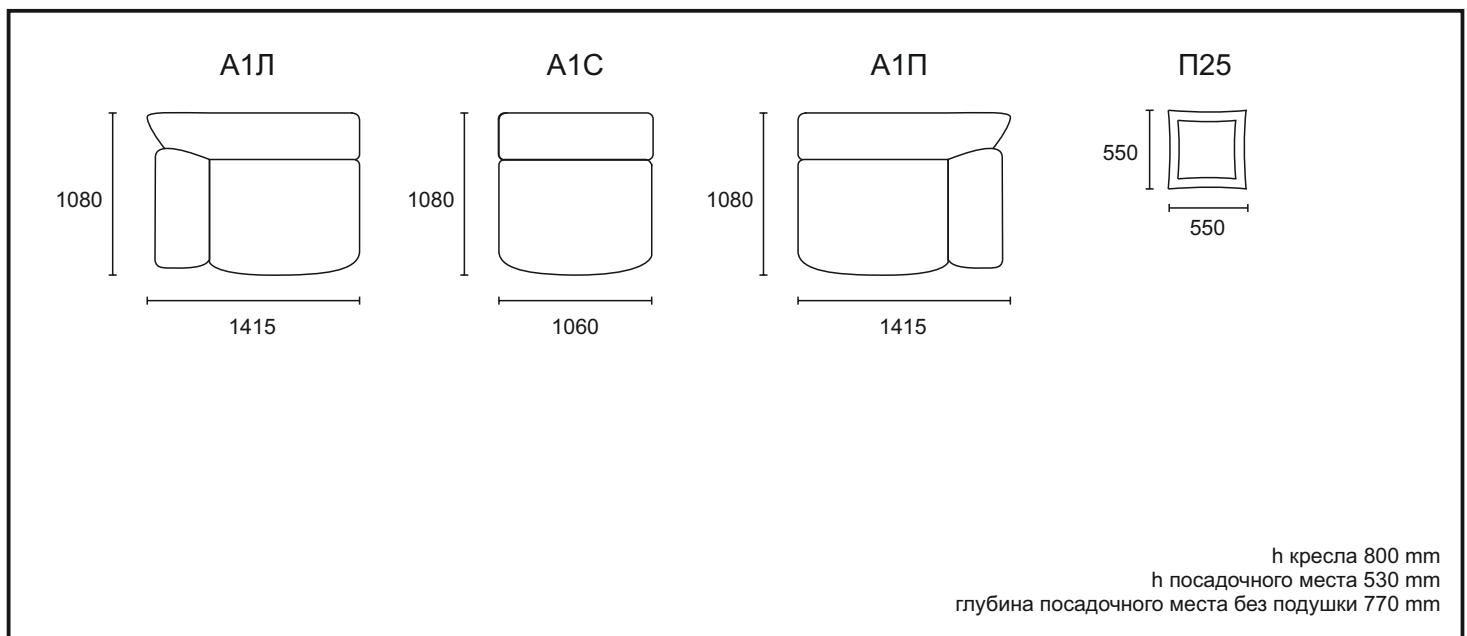 А1Л
А1С
А1П
П25
1080
1415
1080
1060
1080
1415
550
550
h кресла 800 mm
h посадочного места 530 mm
глубина посадочного места без подушки 770 mm